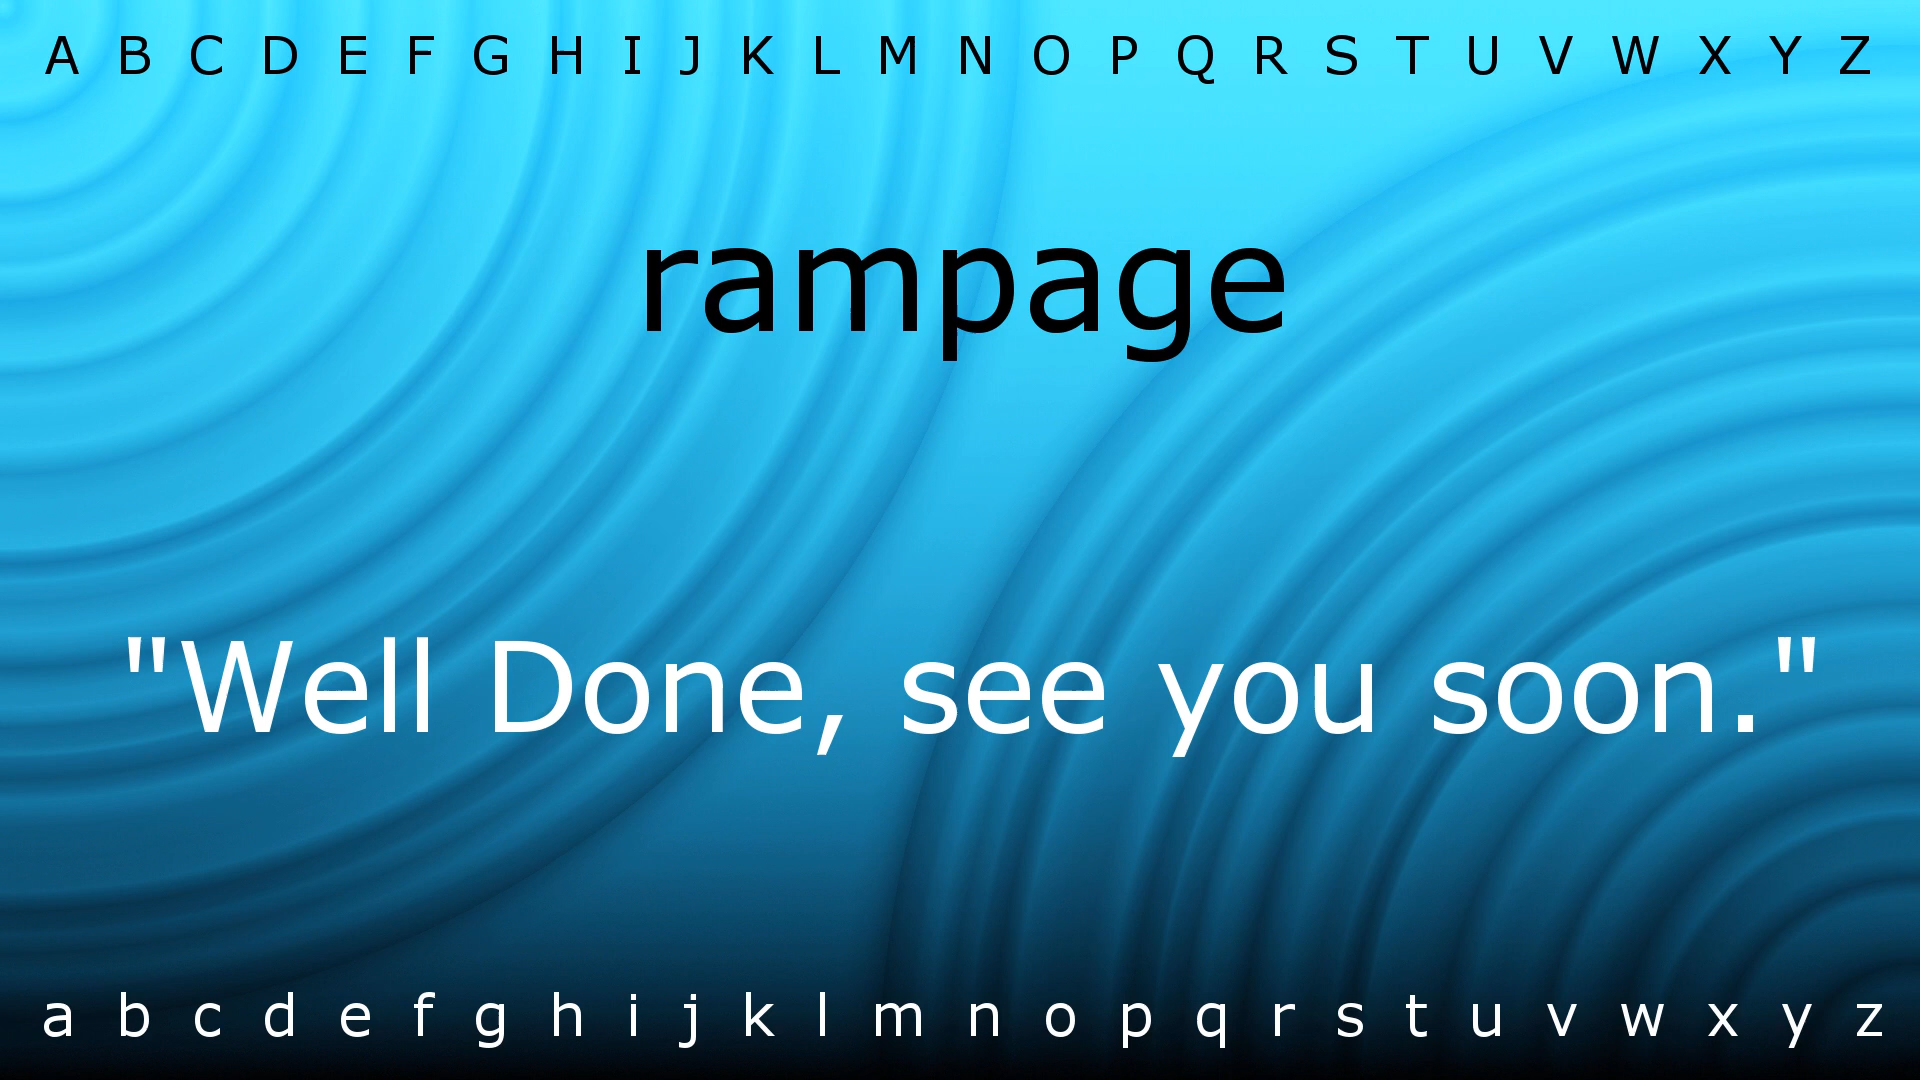 A B C D E F G H I J K L M N O P Q R S T U V W X Y Z
rampage
"Well Done, see you soon."
a b c d e f g h i j k l m n o p q r s t u v w x y z